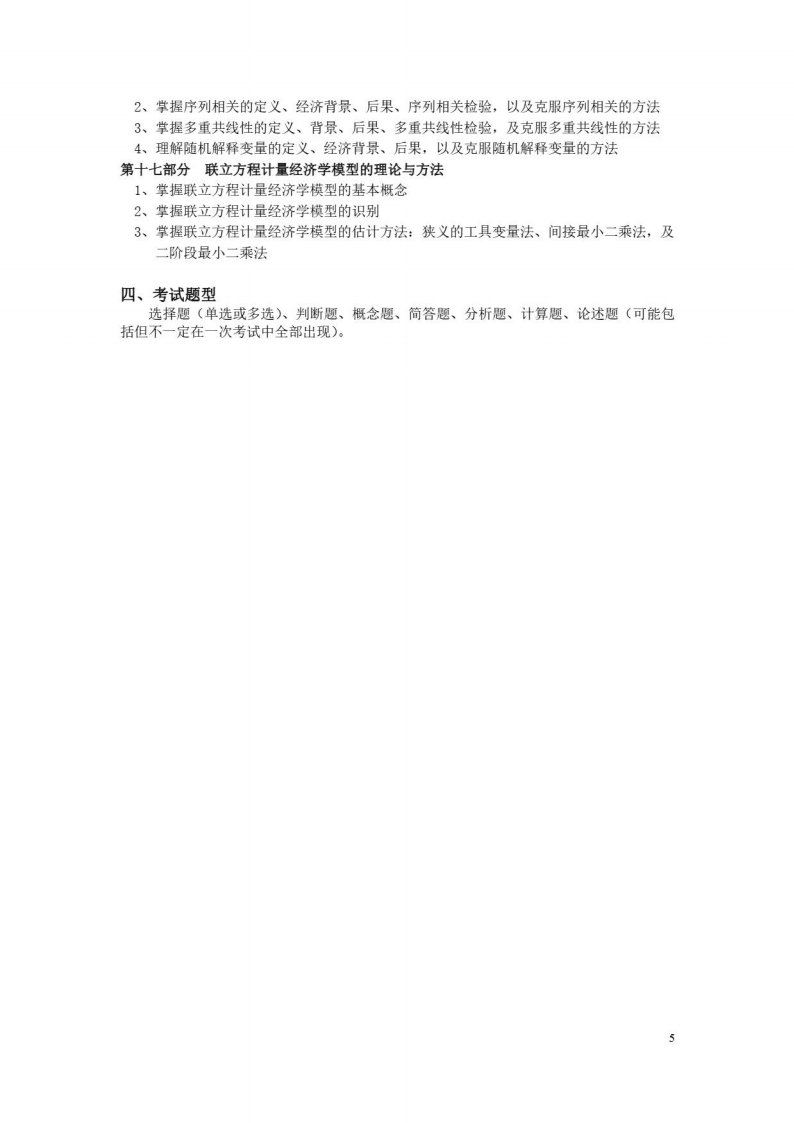 2、掌握序列相关的定义、经济背景、后果、序列相关检验，以及克服序列相关的方法
3、掌握多重共线性的定义、背景、后果、多重共线性检验，及克服多重共线性的方法
4、理解随机解释变量的定义、经济背景、后果，以及克服随机解释变量的方法
第十七部分 联立方程计量经济学模型的理论与方法
1、掌握联立方程计量经济学模型的基本概念
2、掌握联立方程计量经济学模型的识别
3、掌握联立方程计量经济学模型的估计方法：狭义的工具变量法、间接最小二乘法，及
二阶段最小二乘法
四、考试题型
选择题（单选或多选）、判断题、概念题、简答题、分析题、计算题、论述题（可能包
括但不一定在一次考试中全部出现）。
5